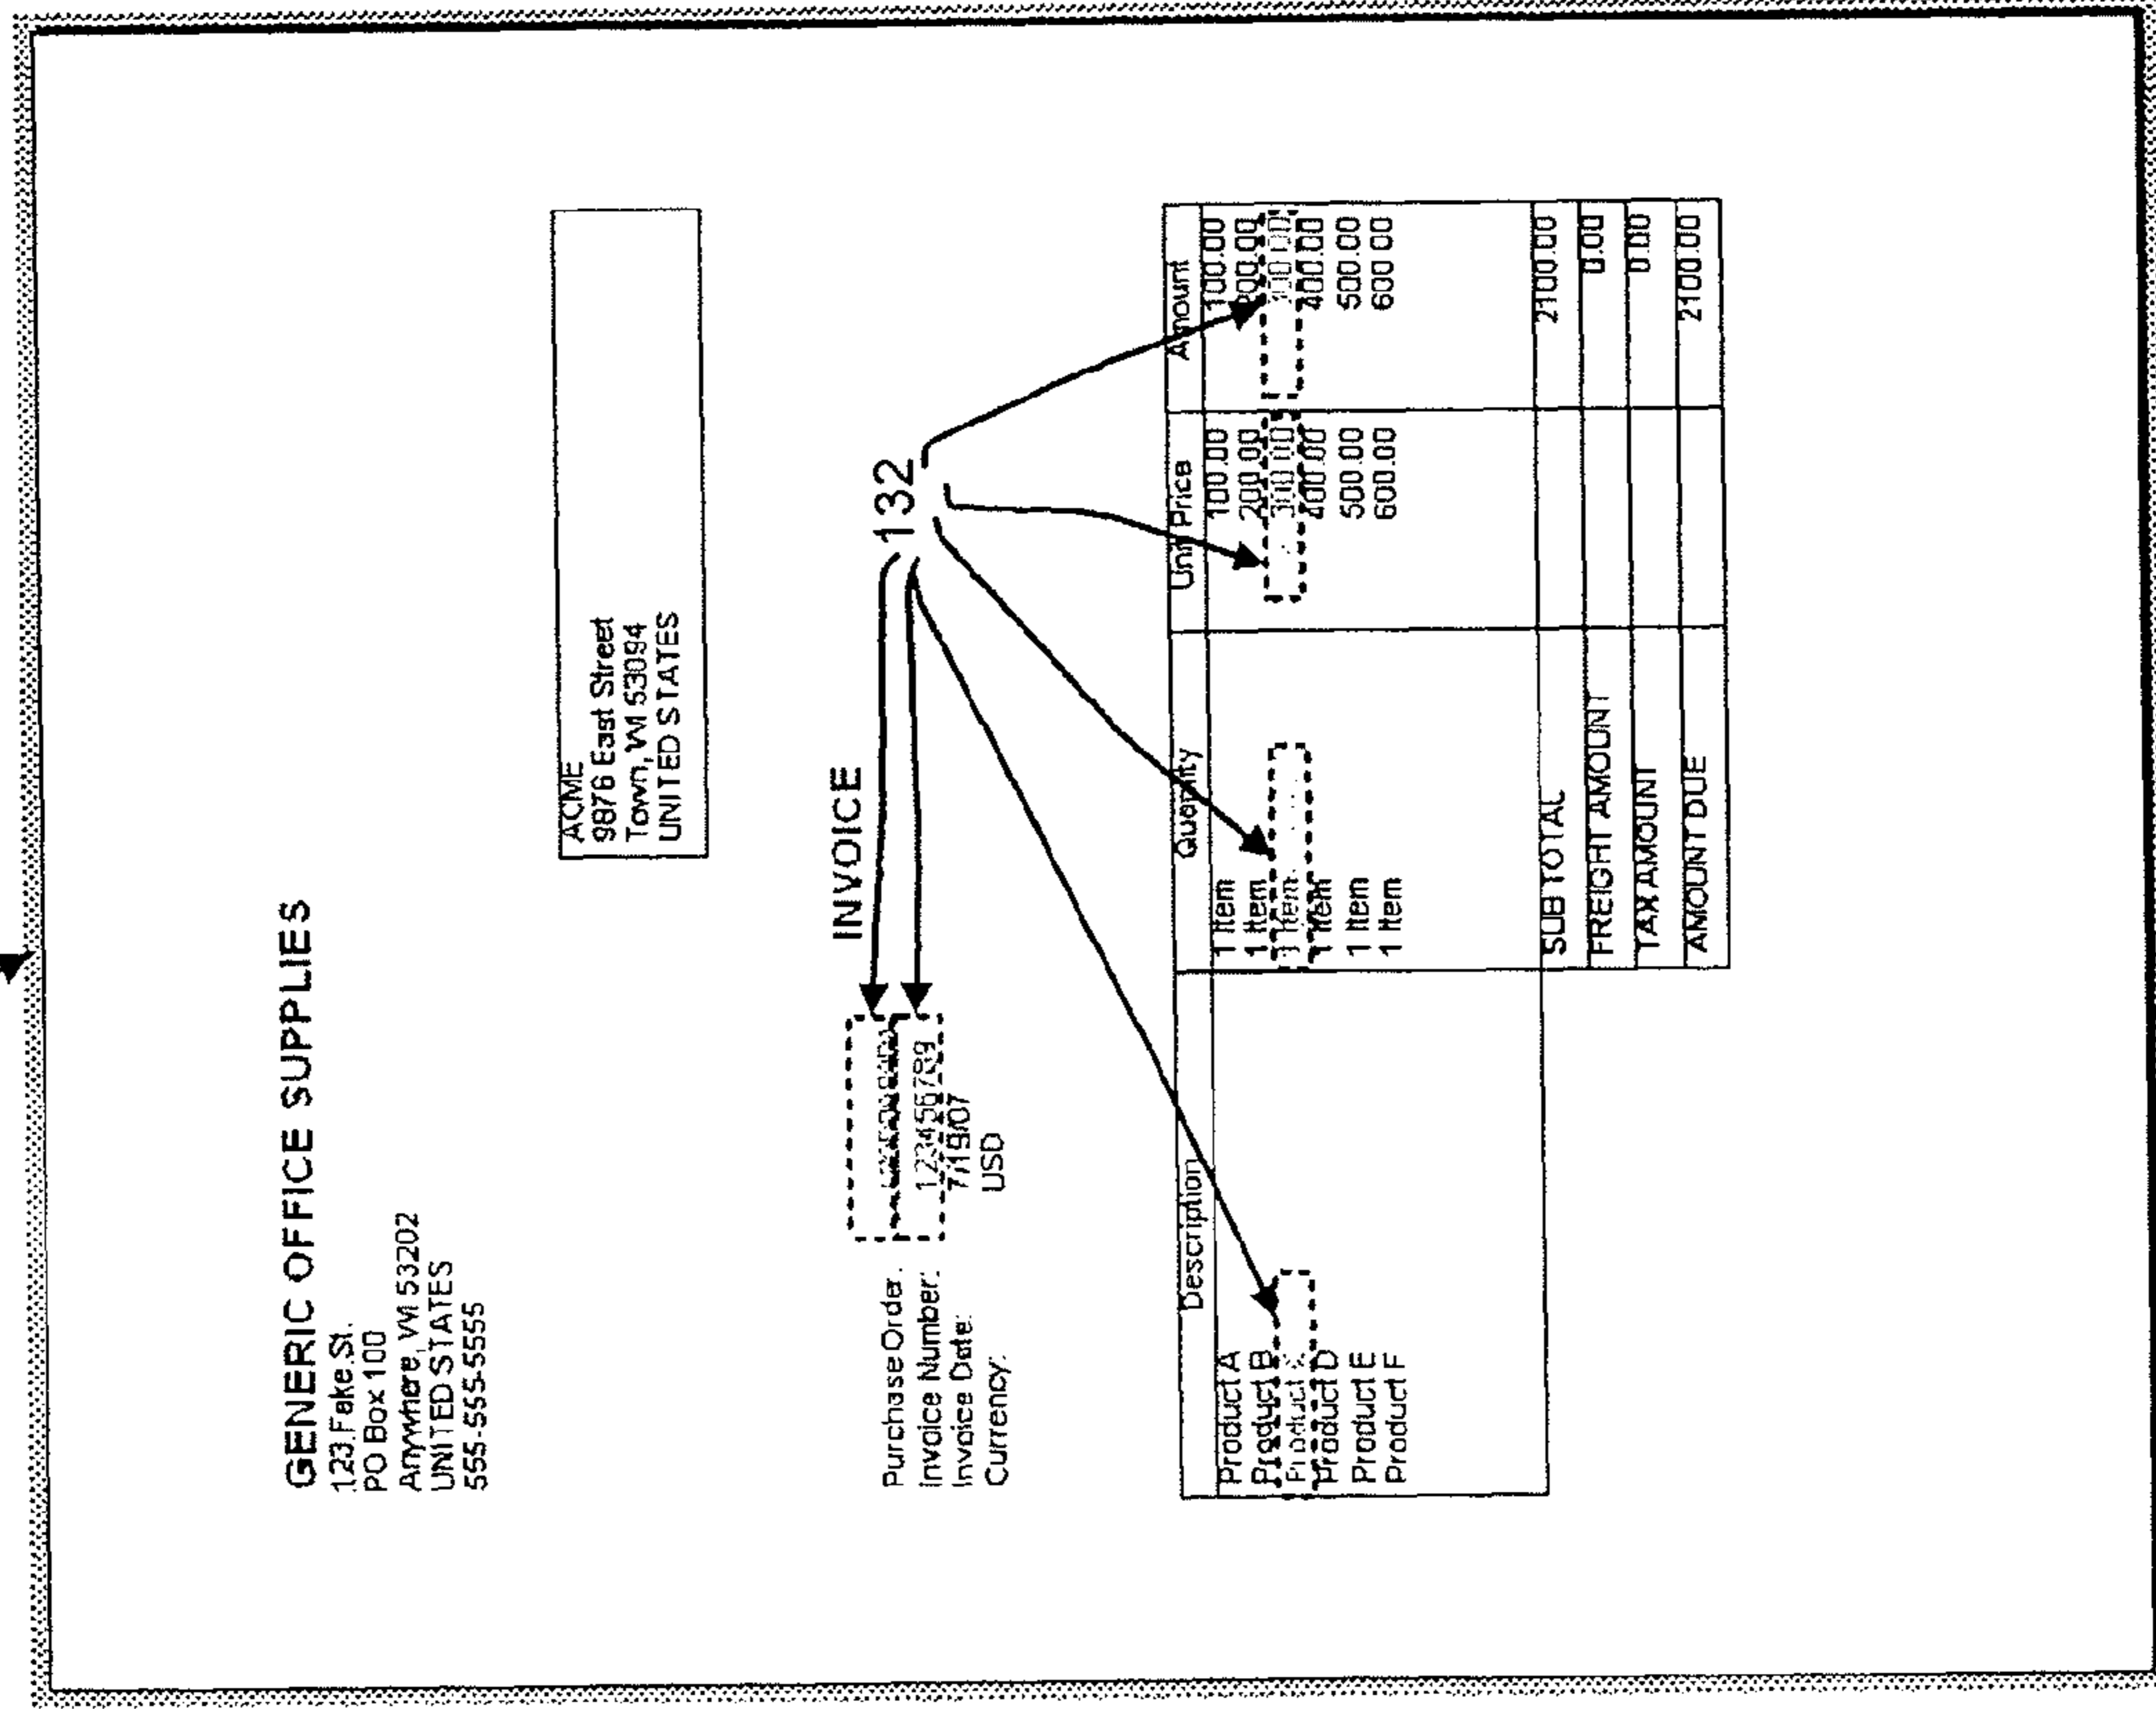 GENERIC OFFICE SUPPLIES
123 Fake St.
PO Box 100
Anywhere, WI 53202
UNITED STATES
555-555-5555
ACME
9876 East Street
Town, WI 53094
UNITED STATES
INVOICE
132
Purchase Order:
Invoice Number: 123456789
Invoice Date: 7/19/07
Currency: USD
Description Quantity Unit Price Amount
Product A 1 Item 100.00 100.00
Product B 1 Item 200.00 200.00
Product 1 Item 300.00 300.00
Product D 1 Item 400.00 400.00
Product E 1 Item 500.00 500.00
Product F 1 Item 600.00 600.00
SUBTOTAL 2100.00
FREIGHT AMOUNT 0.00
TAX AMOUNT 0.00
AMOUNT DUE 2100.00